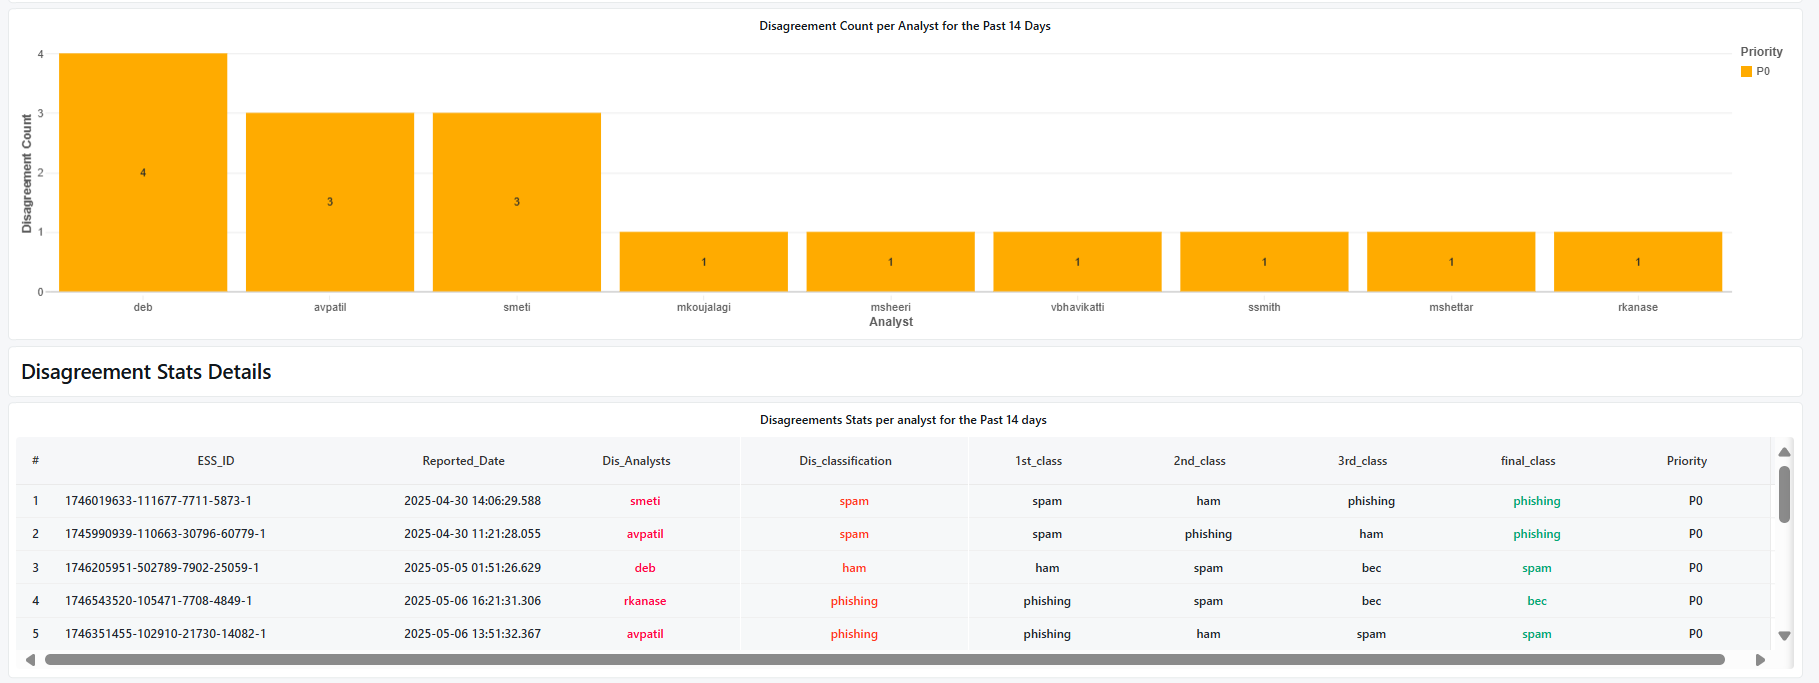 Disagreement Count per Analyst for the Past 14 Days
Priority
P0
Disagreement Count
4
3
2
1
0
4
3
3
1
1
1
1
1
1
deb avpatil smeti mkoujalagi msheeri vbhavikatti ssmith mshettar rkanase
Analyst
Disagreement Stats Details
Disagreements Stats per analyst for the Past 14 days
# ESS_ID Reported_Date Dis_Analysts Dis_classification 1st_class 2nd_class 3rd_class final_class Priority
1 1746019633-111677-7711-5873-1 2025-04-30 14:06:29.588 smeti spam spam ham phishing phishing P0
2 1745990939-110663-30796-60779-1 2025-04-30 11:21:28.055 avpatil spam spam phishing ham phishing P0
3 1746205951-502789-7902-25059-1 2025-05-05 01:51:26.629 deb ham ham spam bec spam P0
4 1746543520-105471-7708-4849-1 2025-05-06 16:21:31.306 rkanase phishing phishing spam bec bec P0
5 1746351455-102910-21730-14082-1 2025-05-06 13:51:32.367 avpatil phishing phishing ham spam spam P0